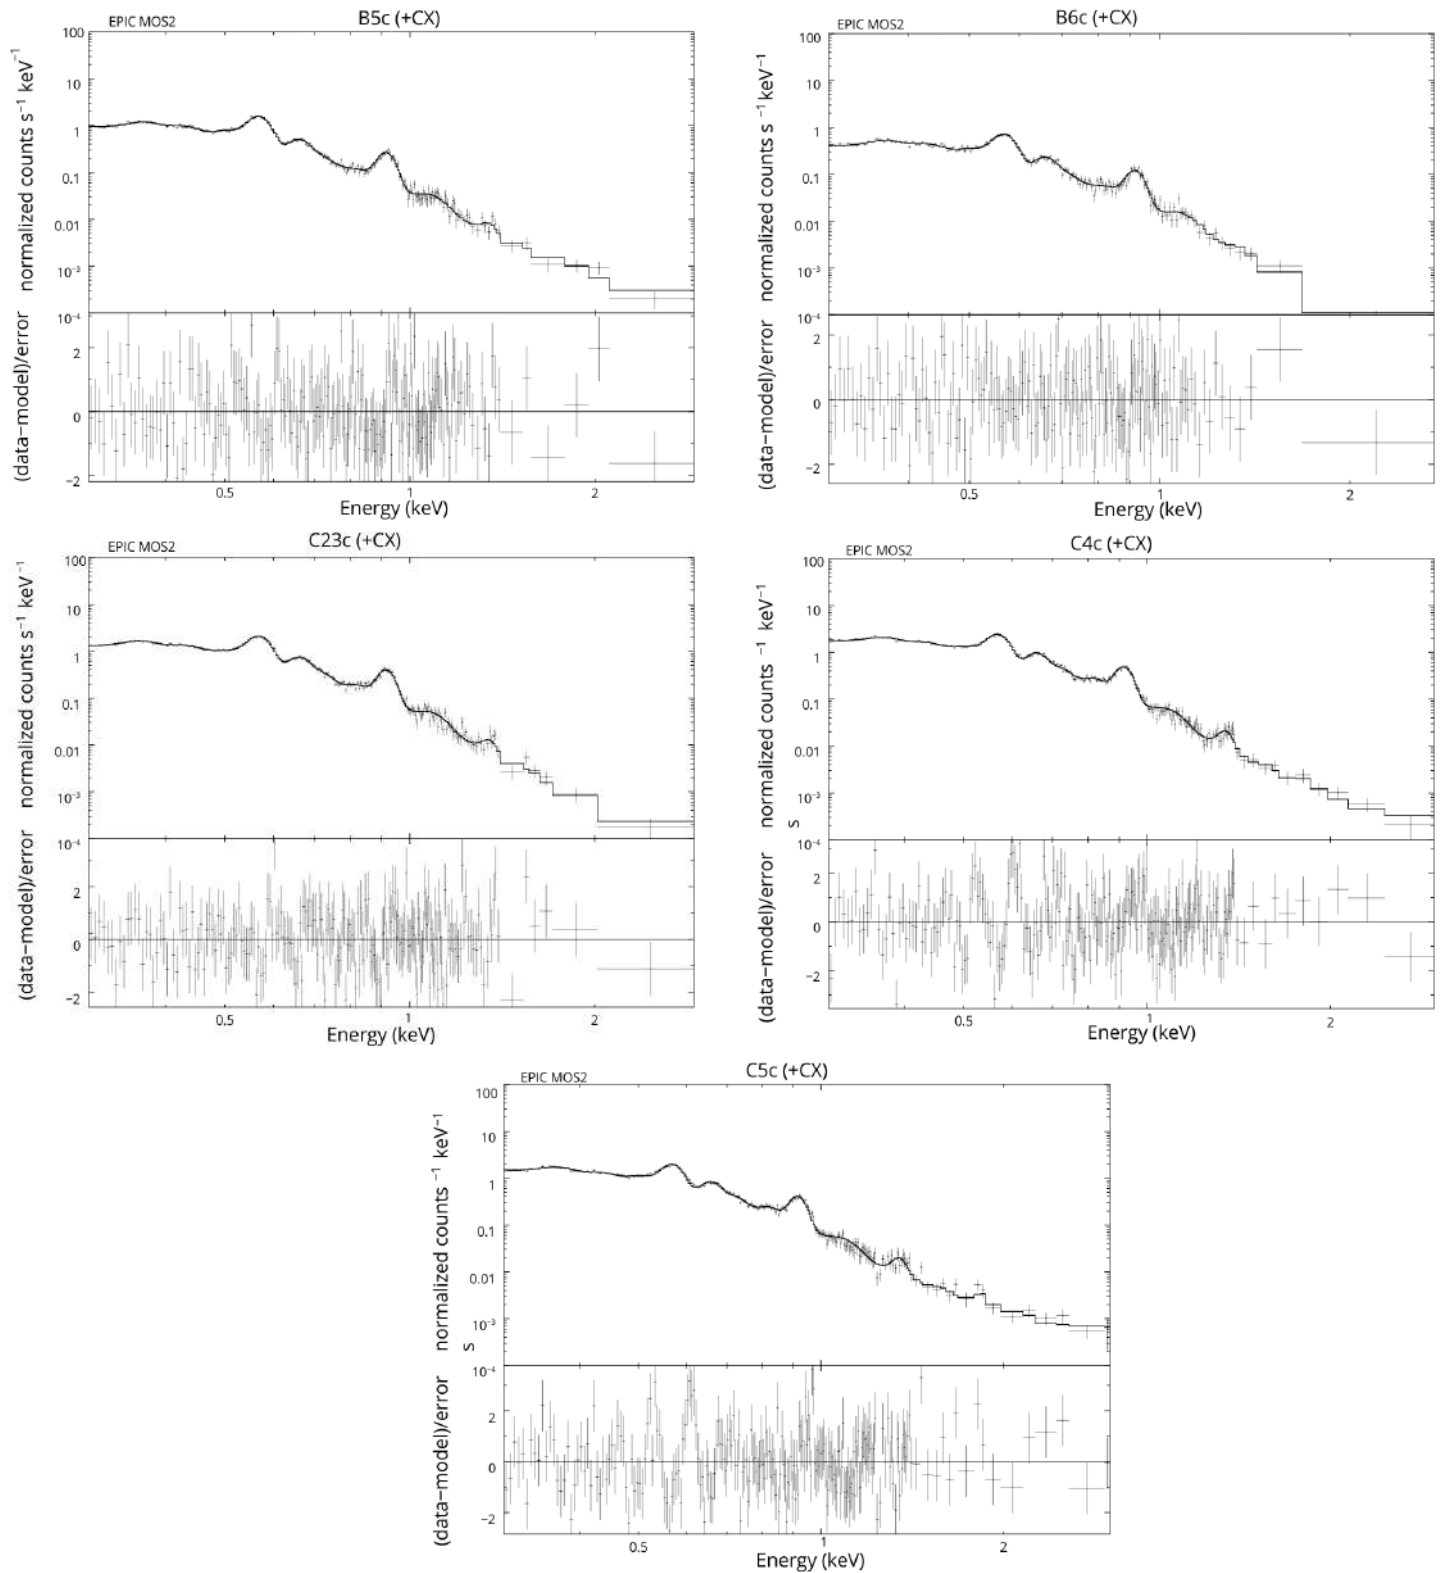 EPIC MOS2
B5c (+CX)
normalized counts s⁻¹ keV⁻¹
100
10
1
0.1
0.01
10⁻³
10⁻⁴
(data−model)/error
2
0
−2
0.5
1
2
Energy (keV)
EPIC MOS2
B6c (+CX)
normalized counts s⁻¹ keV⁻¹
100
10
1
0.1
0.01
10⁻³
10⁻⁴
(data−model)/error
2
0
−2
0.5
1
2
Energy (keV)
EPIC MOS2
C23c (+CX)
normalized counts s⁻¹ keV⁻¹
100
10
1
0.1
0.01
10⁻³
10⁻⁴
(data−model)/error
2
0
−2
0.5
1
2
Energy (keV)
EPIC MOS2
C4c (+CX)
normalized counts ⁻¹ keV⁻¹
s
100
10
1
0.1
0.01
10⁻³
10⁻⁴
(data−model)/error
2
0
−2
0.5
1
2
Energy (keV)
EPIC MOS2
C5c (+CX)
normalized counts ⁻¹ keV⁻¹
s
100
10
1
0.1
0.01
10⁻³
10⁻⁴
(data−model)/error
2
0
−2
0.5
1
2
Energy (keV)